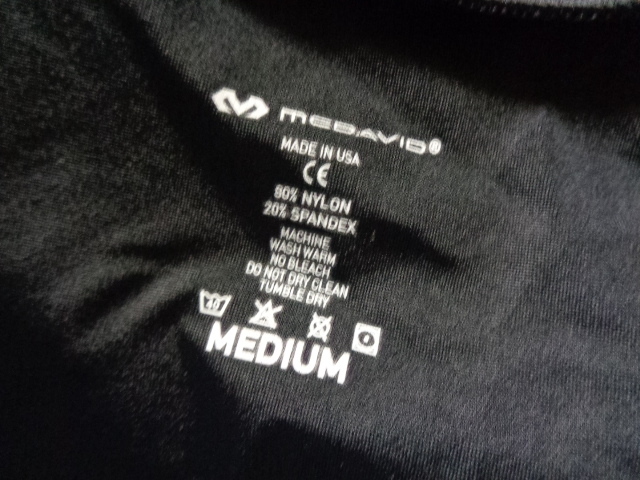 McDAVID®
MADE IN USA
CE
80% NYLON
20% SPANDEX
MACHINE
WASH WARM
NO BLEACH
DO NOT DRY CLEAN
TUMBLE DRY
40
MEDIUM